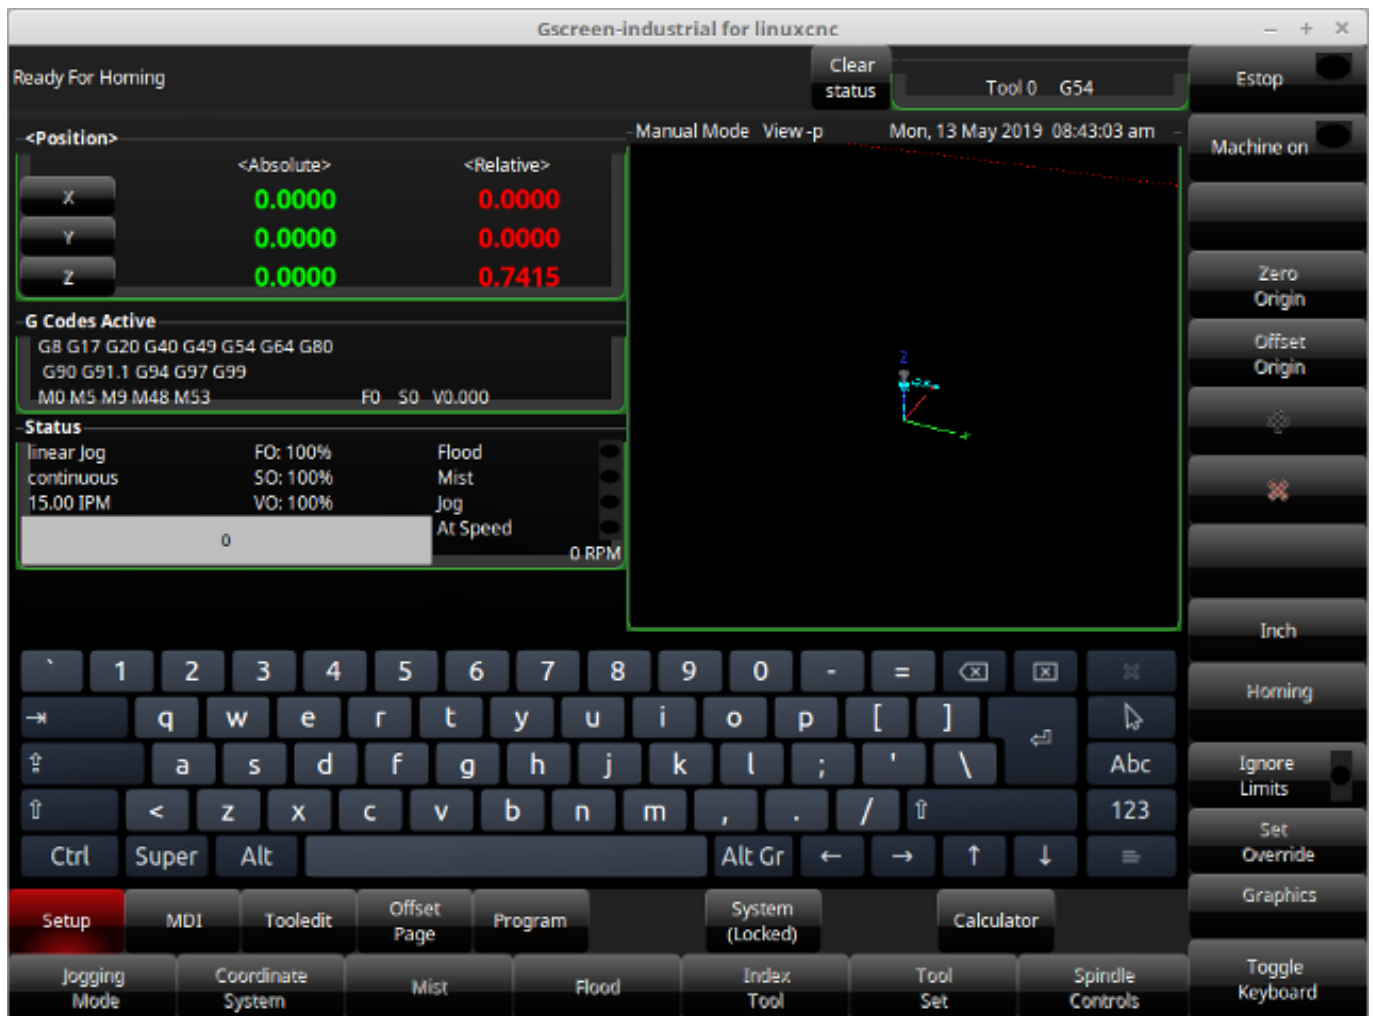 Gscreen-industrial for linuxcnc
Ready For Homing
Clear
status
Tool 0 G54
Estop
<Position>
Manual Mode View -p Mon, 13 May 2019 08:43:03 am
Machine on
<Absolute> <Relative>
X 0.0000 0.0000
Y 0.0000 0.0000
Z 0.0000 0.7415
Zero
Origin
G Codes Active
G8 G17 G20 G40 G49 G54 G64 G80
G90 G91.1 G94 G97 G99
M0 M5 M9 M48 M53 F0 S0 V0.000
Offset
Origin
Z
Status
linear Jog FO: 100% Flood
continuous SO: 100% Mist
15.00 IPM VO: 100% Jog
At Speed
0
0 RPM
Inch
Homing
Ignore
Limits
Set
Override
Graphics
Toggle
Keyboard
` 1 2 3 4 5 6 7 8 9 0 - =
q w e r t y u i o p [ ]
a s d f g h j k l ; ' \ Abc
< z x c v b n m , . / 123
Ctrl Super Alt Alt Gr ← → ↑ ↓
Setup
MDI
Tooledit
Offset
Page
Program
System
(Locked)
Calculator
Jogging
Mode
Coordinate
System
Mist
Flood
Index
Tool
Tool
Set
Spindle
Controls